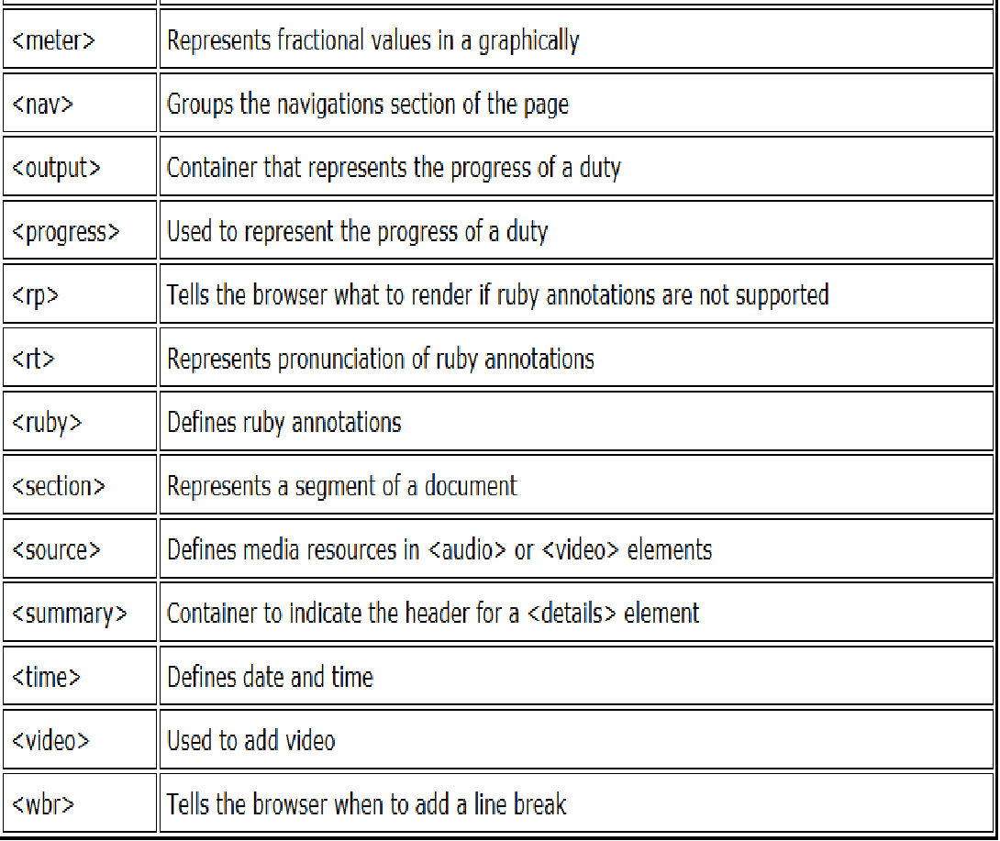 <meter> Represents fractional values in a graphically
<nav> Groups the navigations section of the page
<output> Container that represents the progress of a duty
<progress> Used to represent the progress of a duty
<rp> Tells the browser what to render if ruby annotations are not supported
<rt> Represents pronunciation of ruby annotations
<ruby> Defines ruby annotations
<section> Represents a segment of a document
<source> Defines media resources in <audio> or <video> elements
<summary> Container to indicate the header for a <details> element
<time> Defines date and time
<video> Used to add video
<wbr> Tells the browser when to add a line break